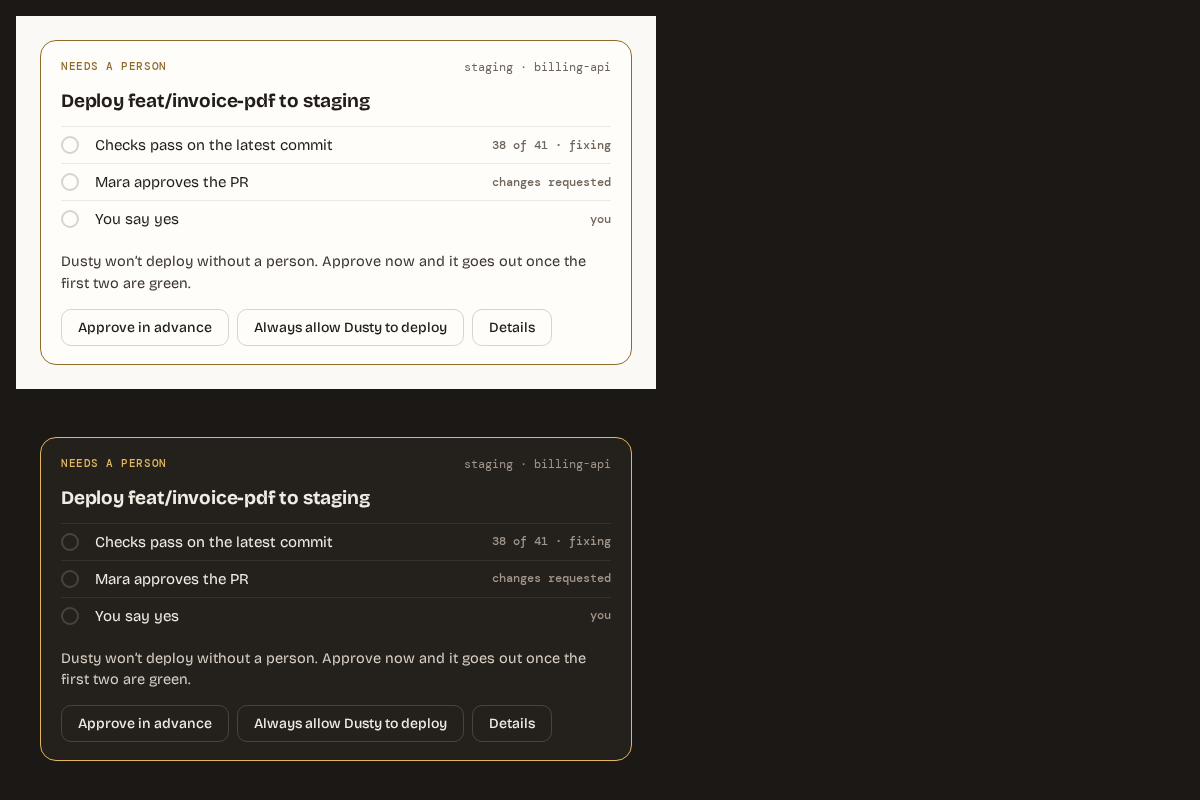 NEEDS A PERSON
staging · billing-api
Deploy feat/invoice-pdf to staging
Checks pass on the latest commit
38 of 41 · fixing
Mara approves the PR
changes requested
You say yes
you
Dusty won’t deploy without a person. Approve now and it goes out once the
first two are green.
Approve in advance
Always allow Dusty to deploy
Details
NEEDS A PERSON
staging · billing-api
Deploy feat/invoice-pdf to staging
Checks pass on the latest commit
38 of 41 · fixing
Mara approves the PR
changes requested
You say yes
you
Dusty won’t deploy without a person. Approve now and it goes out once the
first two are green.
Approve in advance
Always allow Dusty to deploy
Details